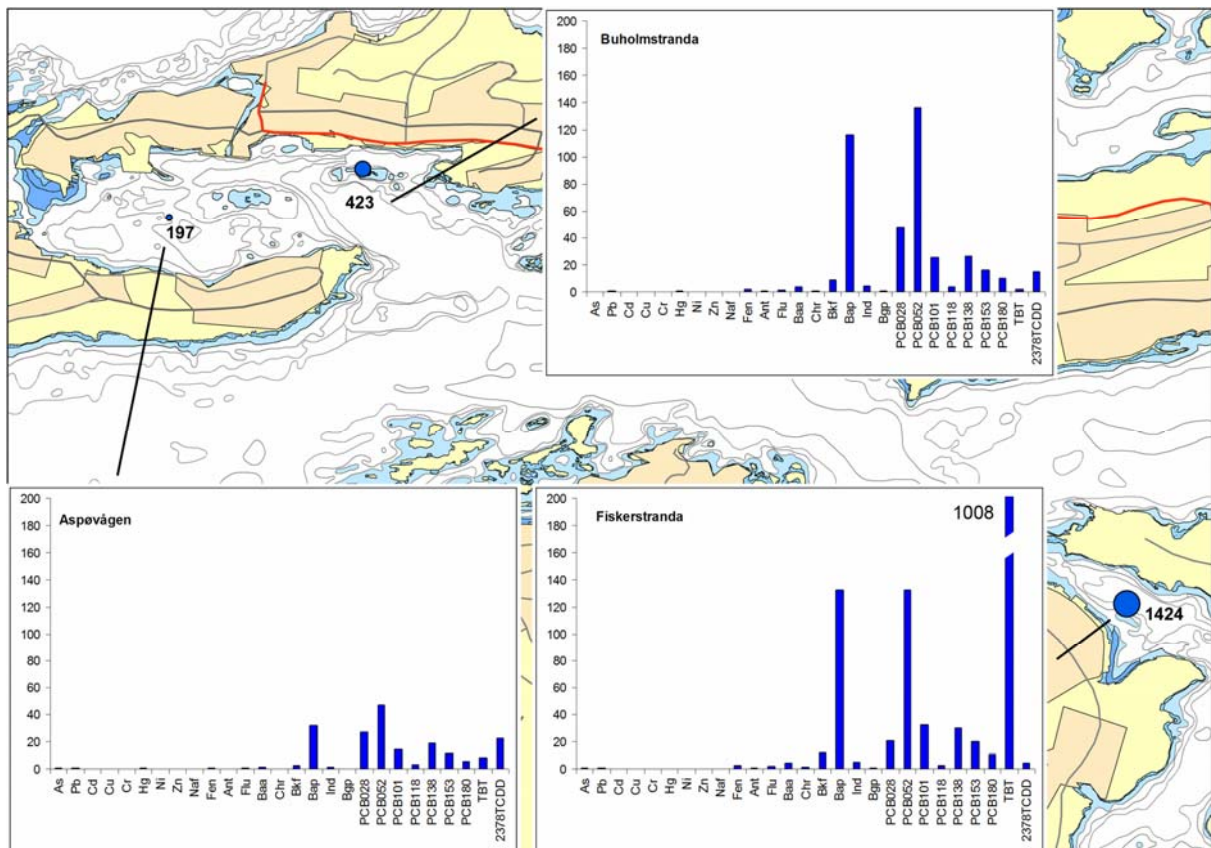 200
180
160
140
120
100
80
60
40
20
0
Buholmstranda
As
Pb
Cd
Cu
Cr
Hg
Ni
Zn
Naf
Fen
Ant
Flu
Baa
Chr
Bkf
Bap
Ind
Bgp
PCB028
PCB052
PCB101
PCB118
PCB138
PCB153
PCB180
TBT
2378TCDD
423
197
200
180
160
140
120
100
80
60
40
20
0
Aspøvågen
As
Pb
Cd
Cu
Cr
Hg
Ni
Zn
Naf
Fen
Ant
Flu
Baa
Chr
Bkf
Bap
Ind
Bgp
PCB028
PCB052
PCB101
PCB118
PCB138
PCB153
PCB180
TBT
2378TCDD
200
180
160
140
120
100
80
60
40
20
0
Fiskerstranda
1008
As
Pb
Cd
Cu
Cr
Hg
Ni
Zn
Naf
Fen
Ant
Flu
Baa
Chr
Bkf
Bap
Ind
Bgp
PCB028
PCB052
PCB101
PCB118
PCB138
PCB153
PCB180
TBT
2378TCDD
1424